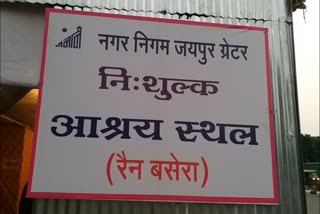 नगर निगम जयपुर ग्रेटर
निःशुल्क
आश्रय स्थल
(रैन बसेरा)